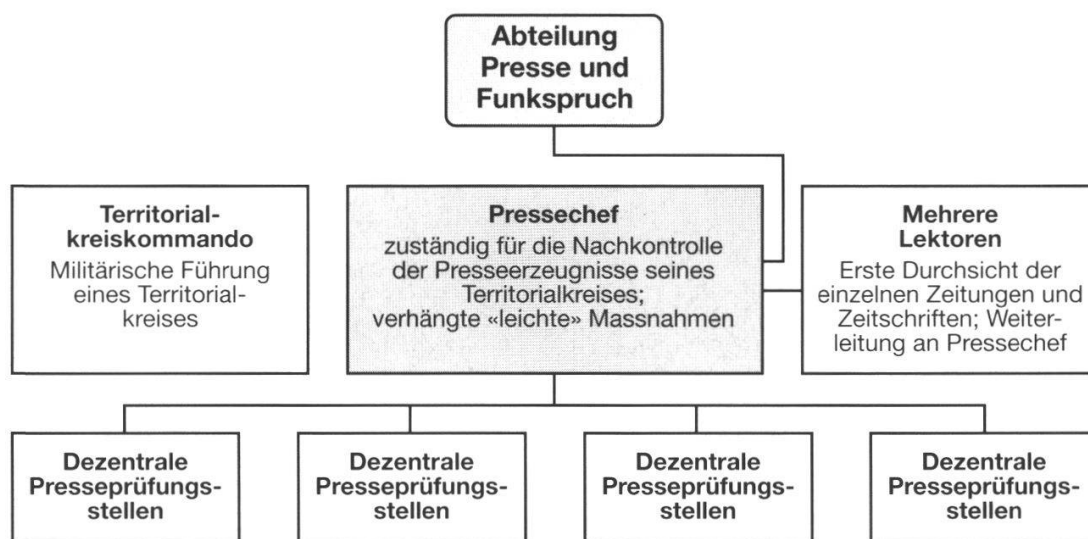 Abteilung
Presse und
Funkspruch
Territorial-
kreiskommando
Militärische Führung
eines Territorial-
kreises
Pressechef
zuständig für die Nachkontrolle
der Presseerzeugnisse seines
Territorialkreises;
verhängte «leichte» Massnahmen
Mehrere
Lektoren
Erste Durchsicht der
einzelnen Zeitungen und
Zeitschriften; Weiter-
leitung an Pressechef
Dezentrale
Presseprüfungs-
stellen
Dezentrale
Presseprüfungs-
stellen
Dezentrale
Presseprüfungs-
stellen
Dezentrale
Presseprüfungs-
stellen